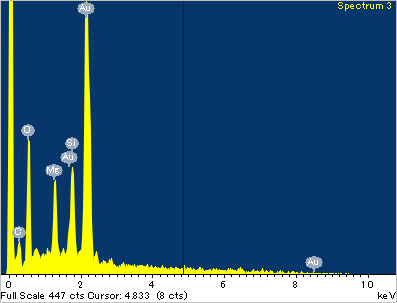 Spectrum 3
Au
O
Si
Au
Mg
C
Au
0 2 4 6 8 10
Full Scale 447 cts Cursor: 4.833 (8 cts) keV